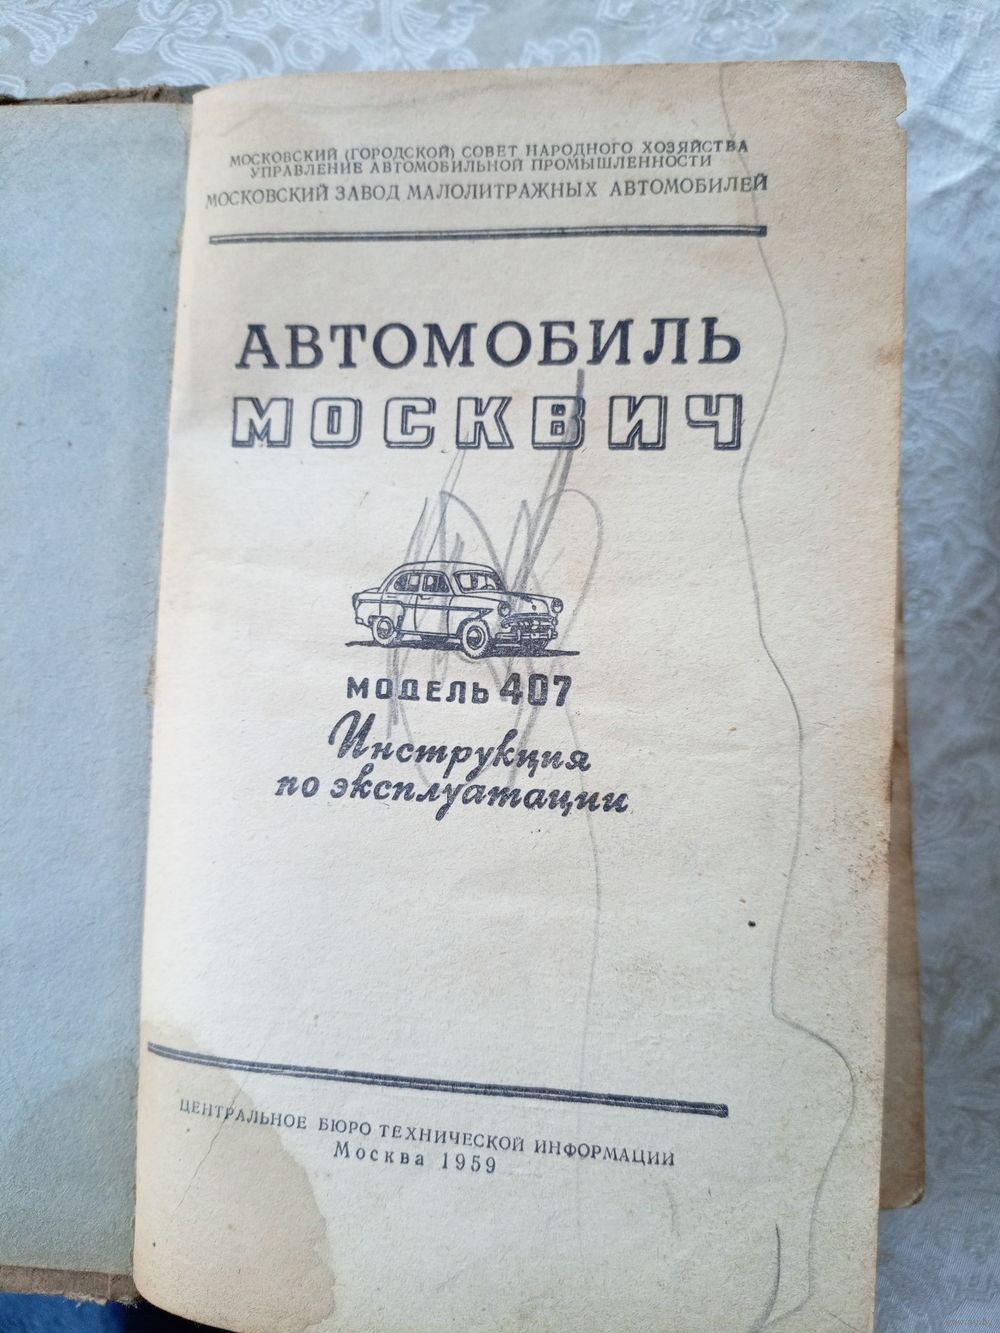 МОСКОВСКИЙ (ГОРОДСКОЙ) СОВЕТ НАРОДНОГО ХОЗЯЙСТВА
УПРАВЛЕНИЕ АВТОМОБИЛЬНОЙ ПРОМЫШЛЕННОСТИ
МОСКОВСКИЙ ЗАВОД МАЛОЛИТРАЖНЫХ АВТОМОБИЛЕЙ
АВТОМОБИЛЬ
МОСКВИЧ
МОДЕЛЬ 407
Инструкция
по эксплуатации
ЦЕНТРАЛЬНОЕ БЮРО ТЕХНИЧЕСКОЙ ИНФОРМАЦИИ
Москва 1959